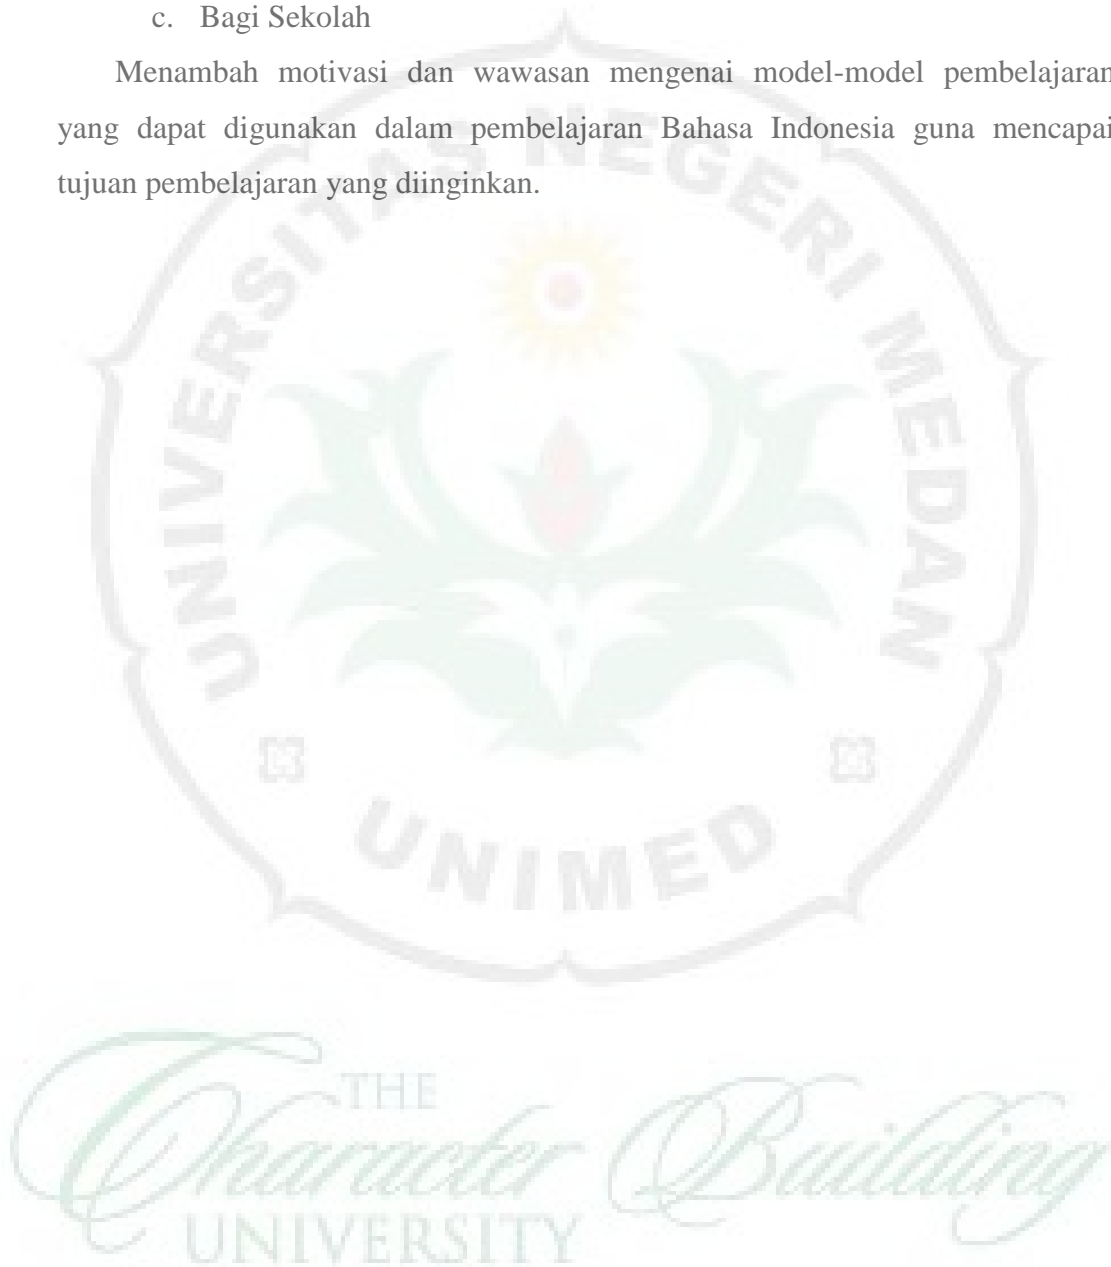 c. Bagi Sekolah
Menambah motivasi dan wawasan mengenai model-model pembelajaran
yang dapat digunakan dalam pembelajaran Bahasa Indonesia guna mencapai
tujuan pembelajaran yang diinginkan.
UNIVERSITAS NEGERI MEDAN
UNIMED
THE
Character Building
UNIVERSITY